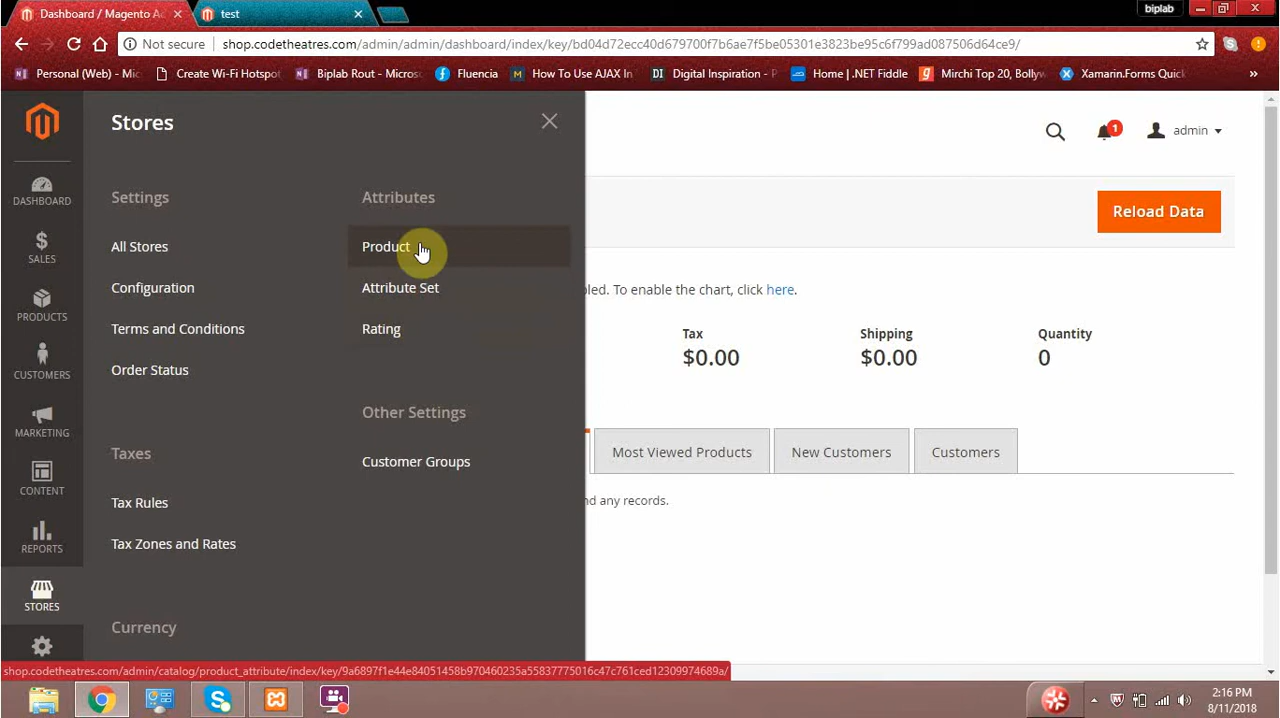 Dashboard / Magento Ad
test
biplab
Not secure
shop.codetheatres.com/admin/admin/dashboard/index/key/bd04d72ecc40d679700f7b6ae7f5be05301e3823be95c6f799ad087506d64ce9/
Personal (Web) - Mic
Create Wi-Fi Hotspot
Biplab Rout - Micros
Fluencia
How To Use AJAX In
Digital Inspiration - P
Home | .NET Fiddle
Mirchi Top 20, Bollyw
Xamarin.Forms Quick
»
Stores
1
admin
DASHBOARD
Settings
Attributes
Reload Data
SALES
All Stores
Product
Configuration
Attribute Set
bled. To enable the chart, click here.
PRODUCTS
Terms and Conditions
Rating
Tax
Shipping
Quantity
$0.00
$0.00
0
CUSTOMERS
Order Status
Other Settings
MARKETING
Taxes
Customer Groups
Most Viewed Products
New Customers
Customers
CONTENT
Tax Rules
nd any records.
REPORTS
Tax Zones and Rates
STORES
Currency
shop.codetheatres.com/admin/catalog/product_attribute/index/key/9a6897f1e44e84051458b970460235a55837775016c47c761ced12309974689a/
2:16 PM
8/11/2018